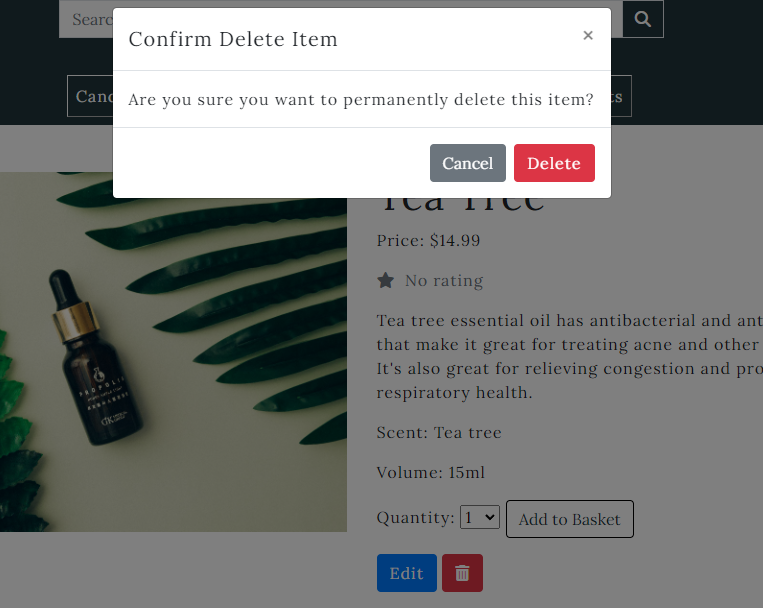 Searc
Confirm Delete Item
×
Cand
ts
Are you sure you want to permanently delete this item?
Cancel
Delete
Tea Tree
Price: $14.99
No rating
Tea tree essential oil has antibacterial and ant
that make it great for treating acne and other
It's also great for relieving congestion and pro
respiratory health.
Scent: Tea tree
Volume: 15ml
Quantity: 1
Add to Basket
Edit
PROPOLIS